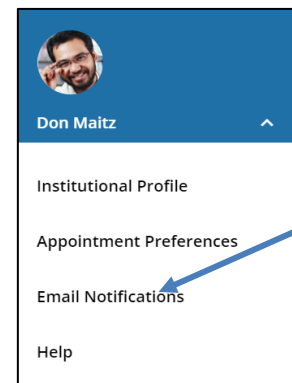 Don Maitz
Institutional Profile
Appointment Preferences
Email Notifications
Help